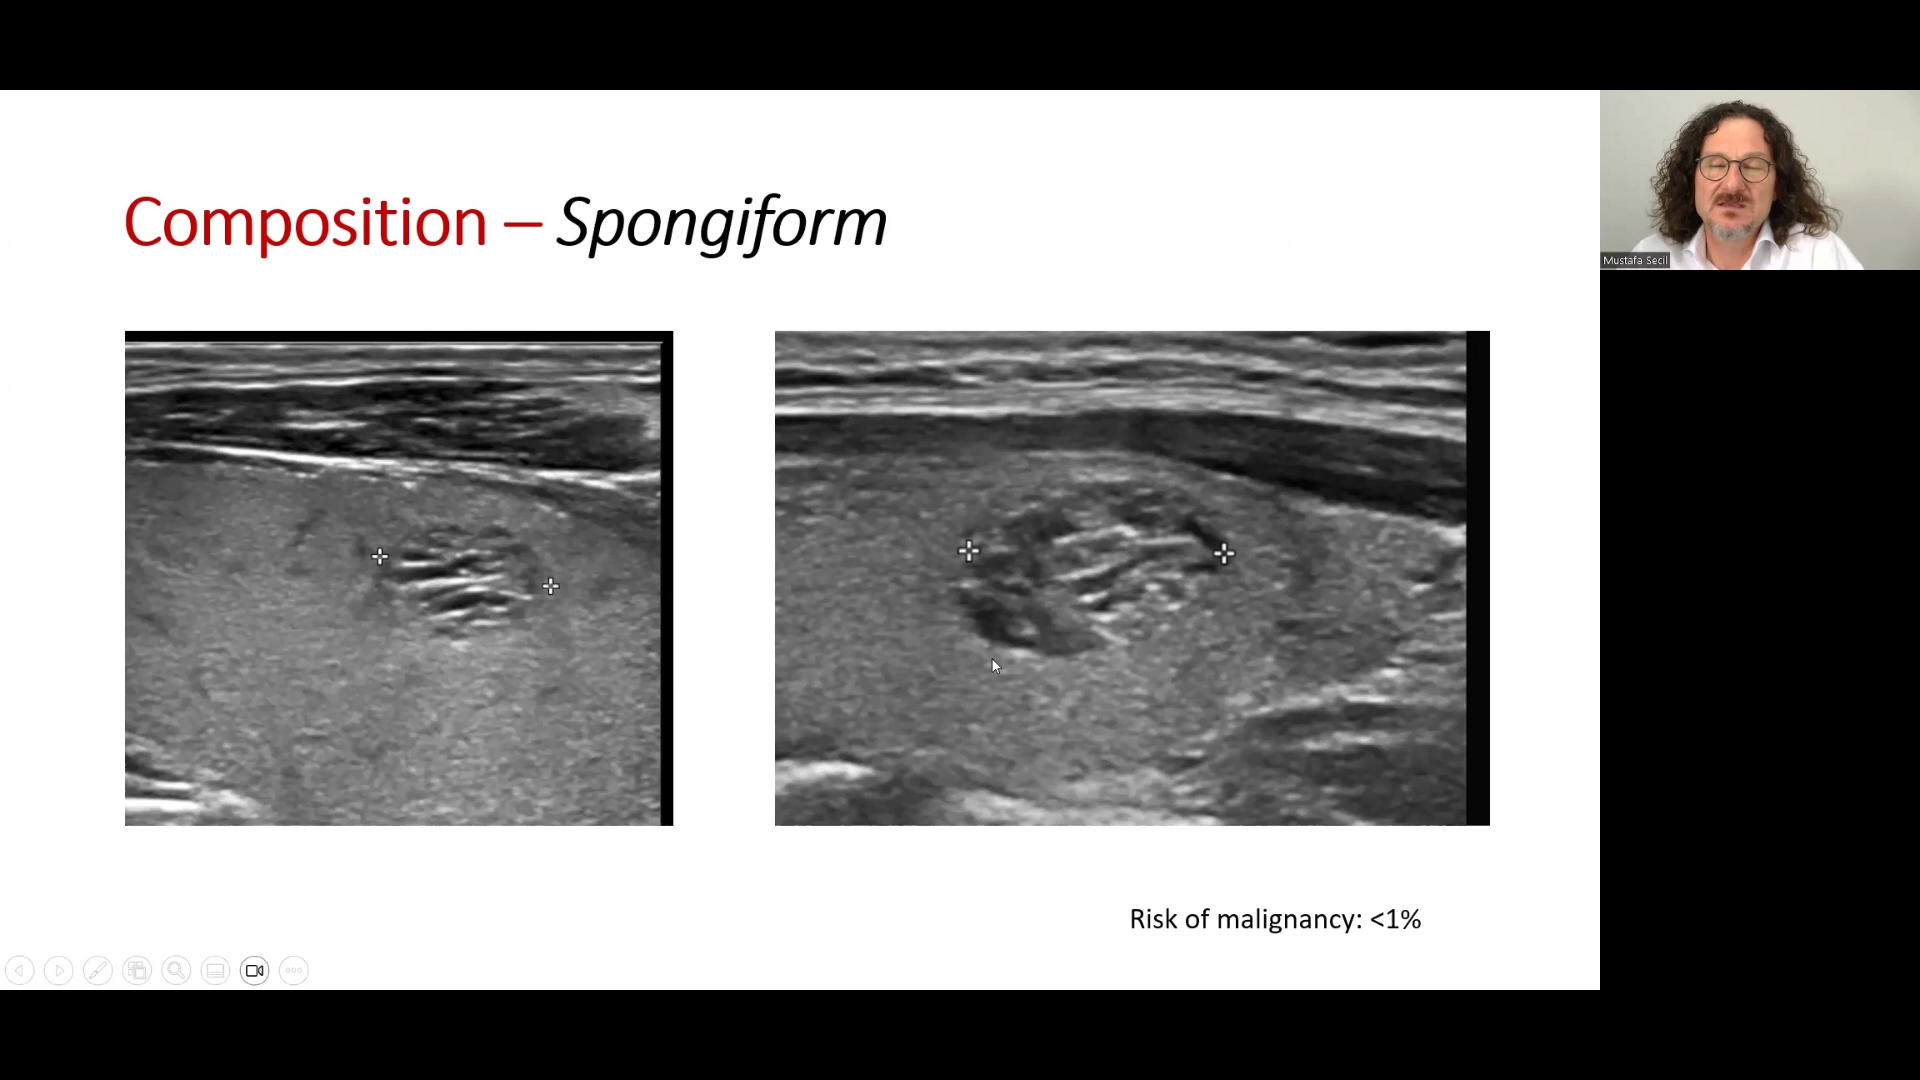 Composition – Spongiform
Mustafa Secil
Risk of malignancy: <1%